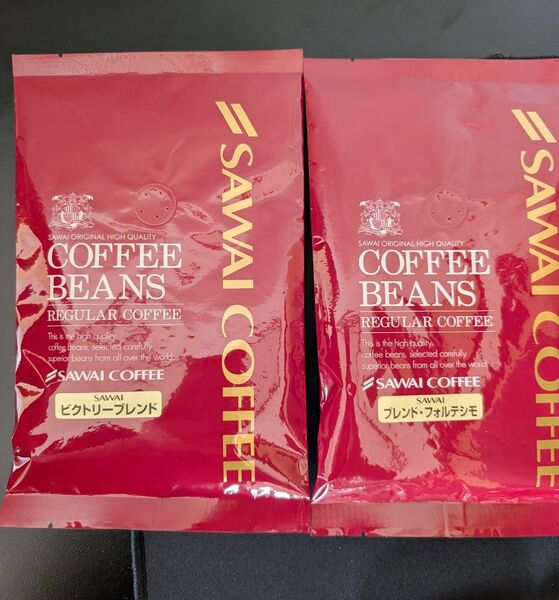 SAWAI COFFEE
SAWAI ORIGINAL HIGH QUALITY
COFFEE
BEANS
REGULAR COFFEE
This is the high quality
coffee beans, selected carefully
superior beans from all over the world.
SAWAI COFFEE
SAWAI
ビクトリーブレンド
SAWAI COFFEE
SAWAI ORIGINAL HIGH QUALITY
COFFEE
BEANS
REGULAR COFFEE
This is the high quality
coffee beans, selected carefully
superior beans from all over the world.
SAWAI COFFEE
SAWAI
ブレンド・フォルテシモ